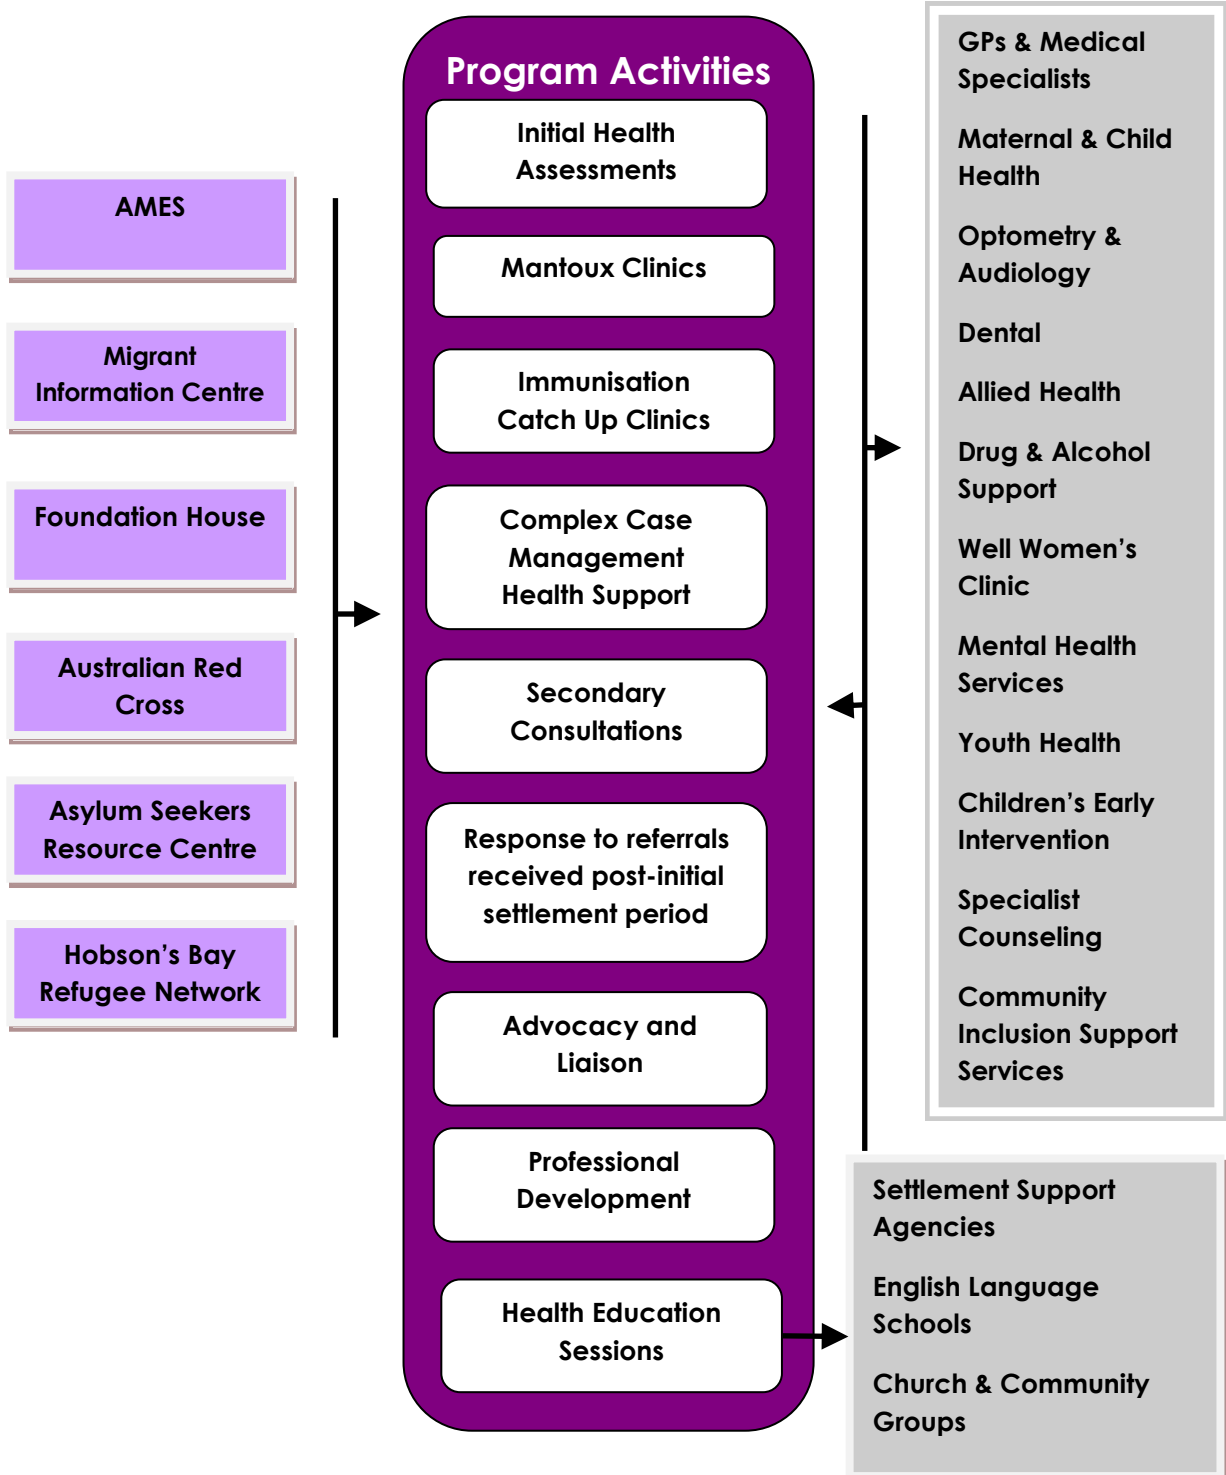 AMES
Migrant
Information Centre
Foundation House
Australian Red
Cross
Asylum Seekers
Resource Centre
Hobson’s Bay
Refugee Network
Program Activities
Initial Health
Assessments
Mantoux Clinics
Immunisation
Catch Up Clinics
Complex Case
Management
Health Support
Secondary
Consultations
Response to referrals
received post-initial
settlement period
Advocacy and
Liaison
Professional
Development
Health Education
Sessions
GPs & Medical
Specialists
Maternal & Child
Health
Optometry &
Audiology
Dental
Allied Health
Drug & Alcohol
Support
Well Women’s
Clinic
Mental Health
Services
Youth Health
Children’s Early
Intervention
Specialist
Counseling
Community
Inclusion Support
Services
Settlement Support
Agencies
English Language
Schools
Church & Community
Groups